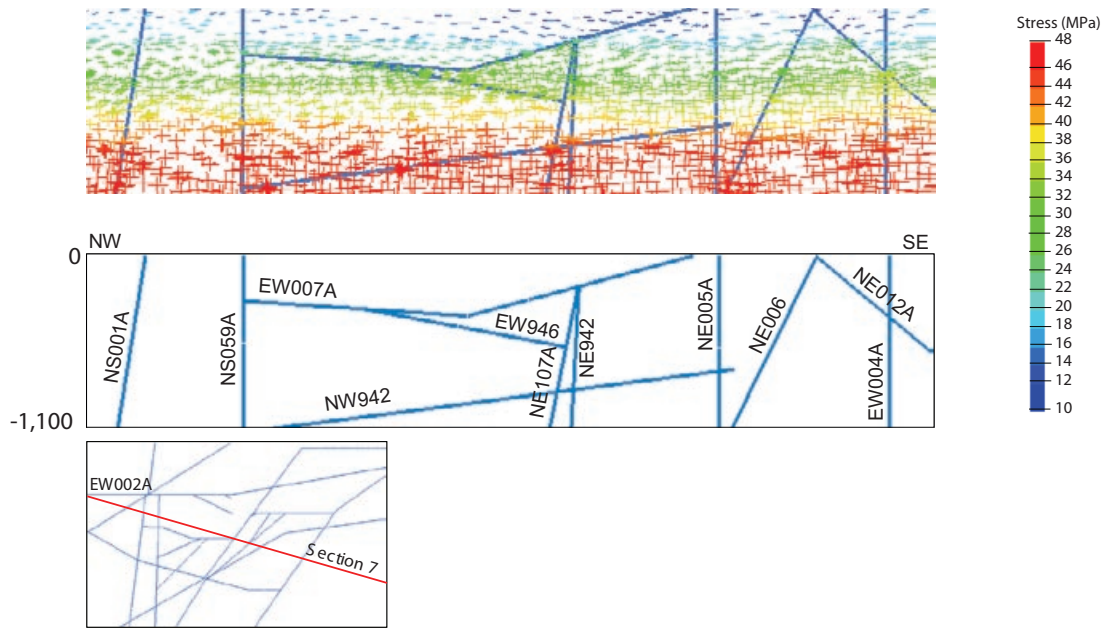 Stress (MPa)
48
46
44
42
40
38
36
34
32
30
28
26
24
22
20
18
16
14
12
10
NW
SE
0
-1,100
NS001A
NS059A
EW007A
EW946
NW942
NE107A
NE942
NE005A
NE006
NE012A
EW004A
EW002A
Section 7